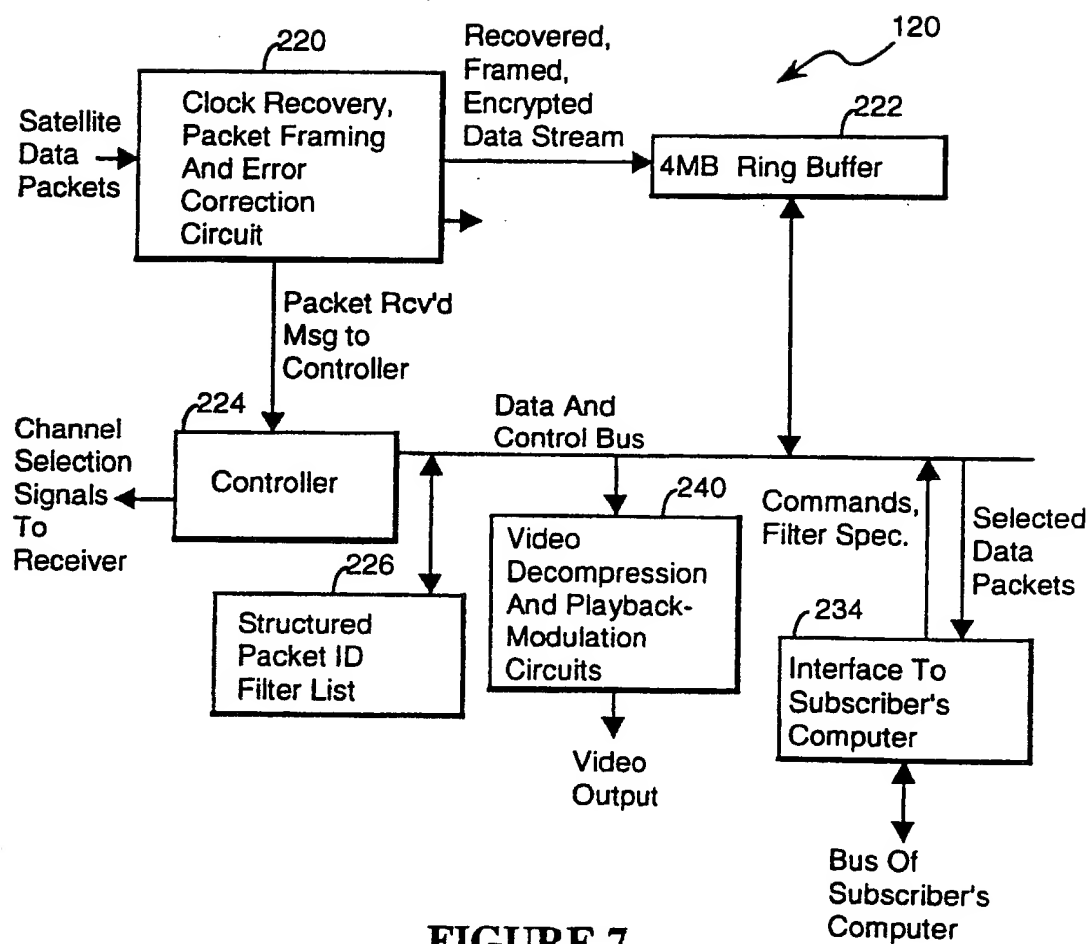 220
Recovered,
Framed,
Encrypted
Data Stream
120
Satellite
Data
Packets
Clock Recovery,
Packet Framing
And Error
Correction
Circuit
222
4MB Ring Buffer
Packet Rcv'd
Msg to
Controller
224
Channel
Selection
Signals
To
Receiver
Controller
Data And
Control Bus
226
Structured
Packet ID
Filter List
240
Video
Decompression
And Playback-
Modulation
Circuits
Video
Output
Commands,
Filter Spec.
Selected
Data
Packets
234
Interface To
Subscriber's
Computer
Bus Of
Subscriber's
Computer
FIGURE 7